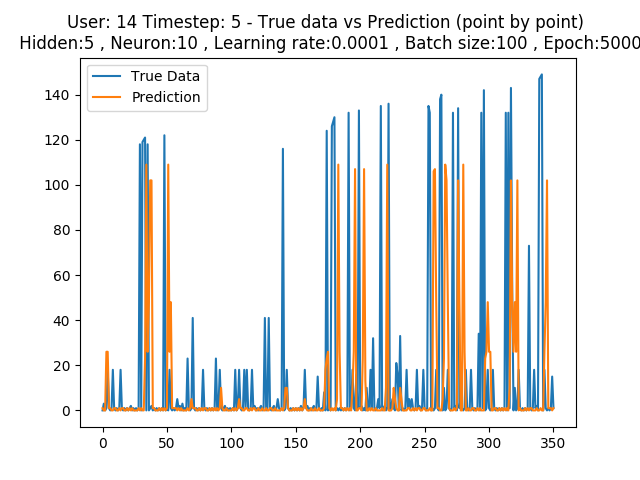 User: 14 Timestep: 5 - True data vs Prediction (point by point)
Hidden:5 , Neuron:10 , Learning rate:0.0001 , Batch size:100 , Epoch:5000
True Data
Prediction
140
120
100
80
60
40
20
0
0 50 100 150 200 250 300 350